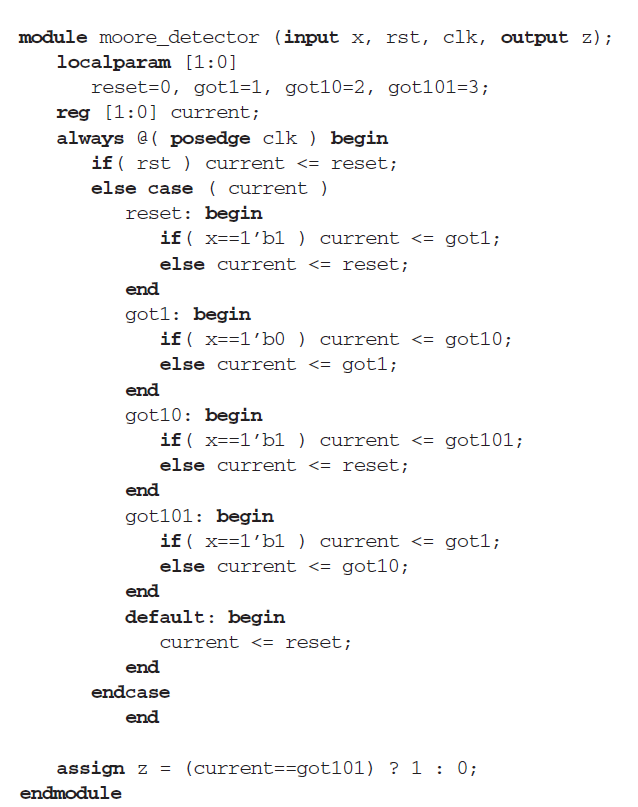 module moore_detector (input x, rst, clk, output z);
localparam [1:0]
reset=0, got1=1, got10=2, got101=3;
reg [1:0] current;
always @( posedge clk ) begin
if( rst ) current <= reset;
else case ( current )
reset: begin
if( x==1’b1 ) current <= got1;
else current <= reset;
end
got1: begin
if( x==1’b0 ) current <= got10;
else current <= got1;
end
got10: begin
if( x==1’b1 ) current <= got101;
else current <= reset;
end
got101: begin
if( x==1’b1 ) current <= got1;
else current <= got10;
end
default: begin
current <= reset;
end
endcase
end
assign z = (current==got101) ? 1 : 0;
endmodule